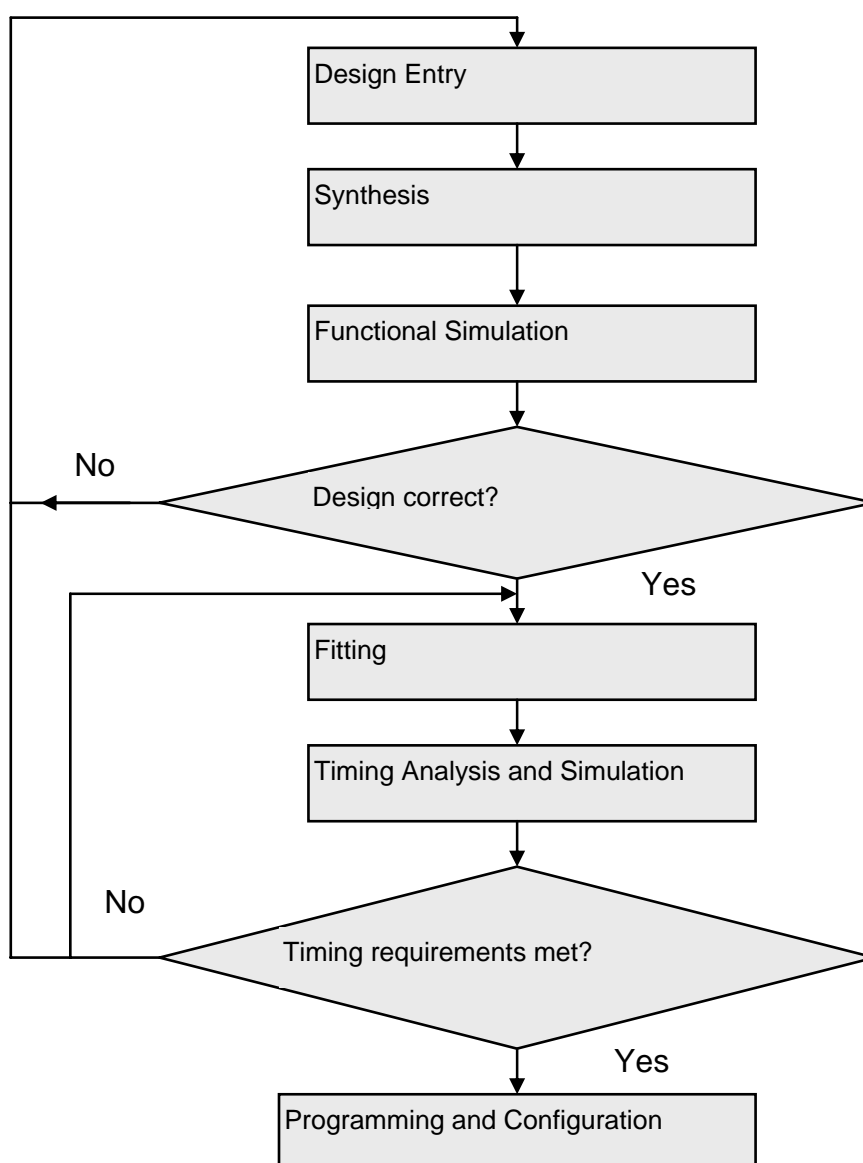 Design Entry
Synthesis
Functional Simulation
No
Design correct?
Yes
Fitting
Timing Analysis and Simulation
No
Timing requirements met?
Yes
Programming and Configuration